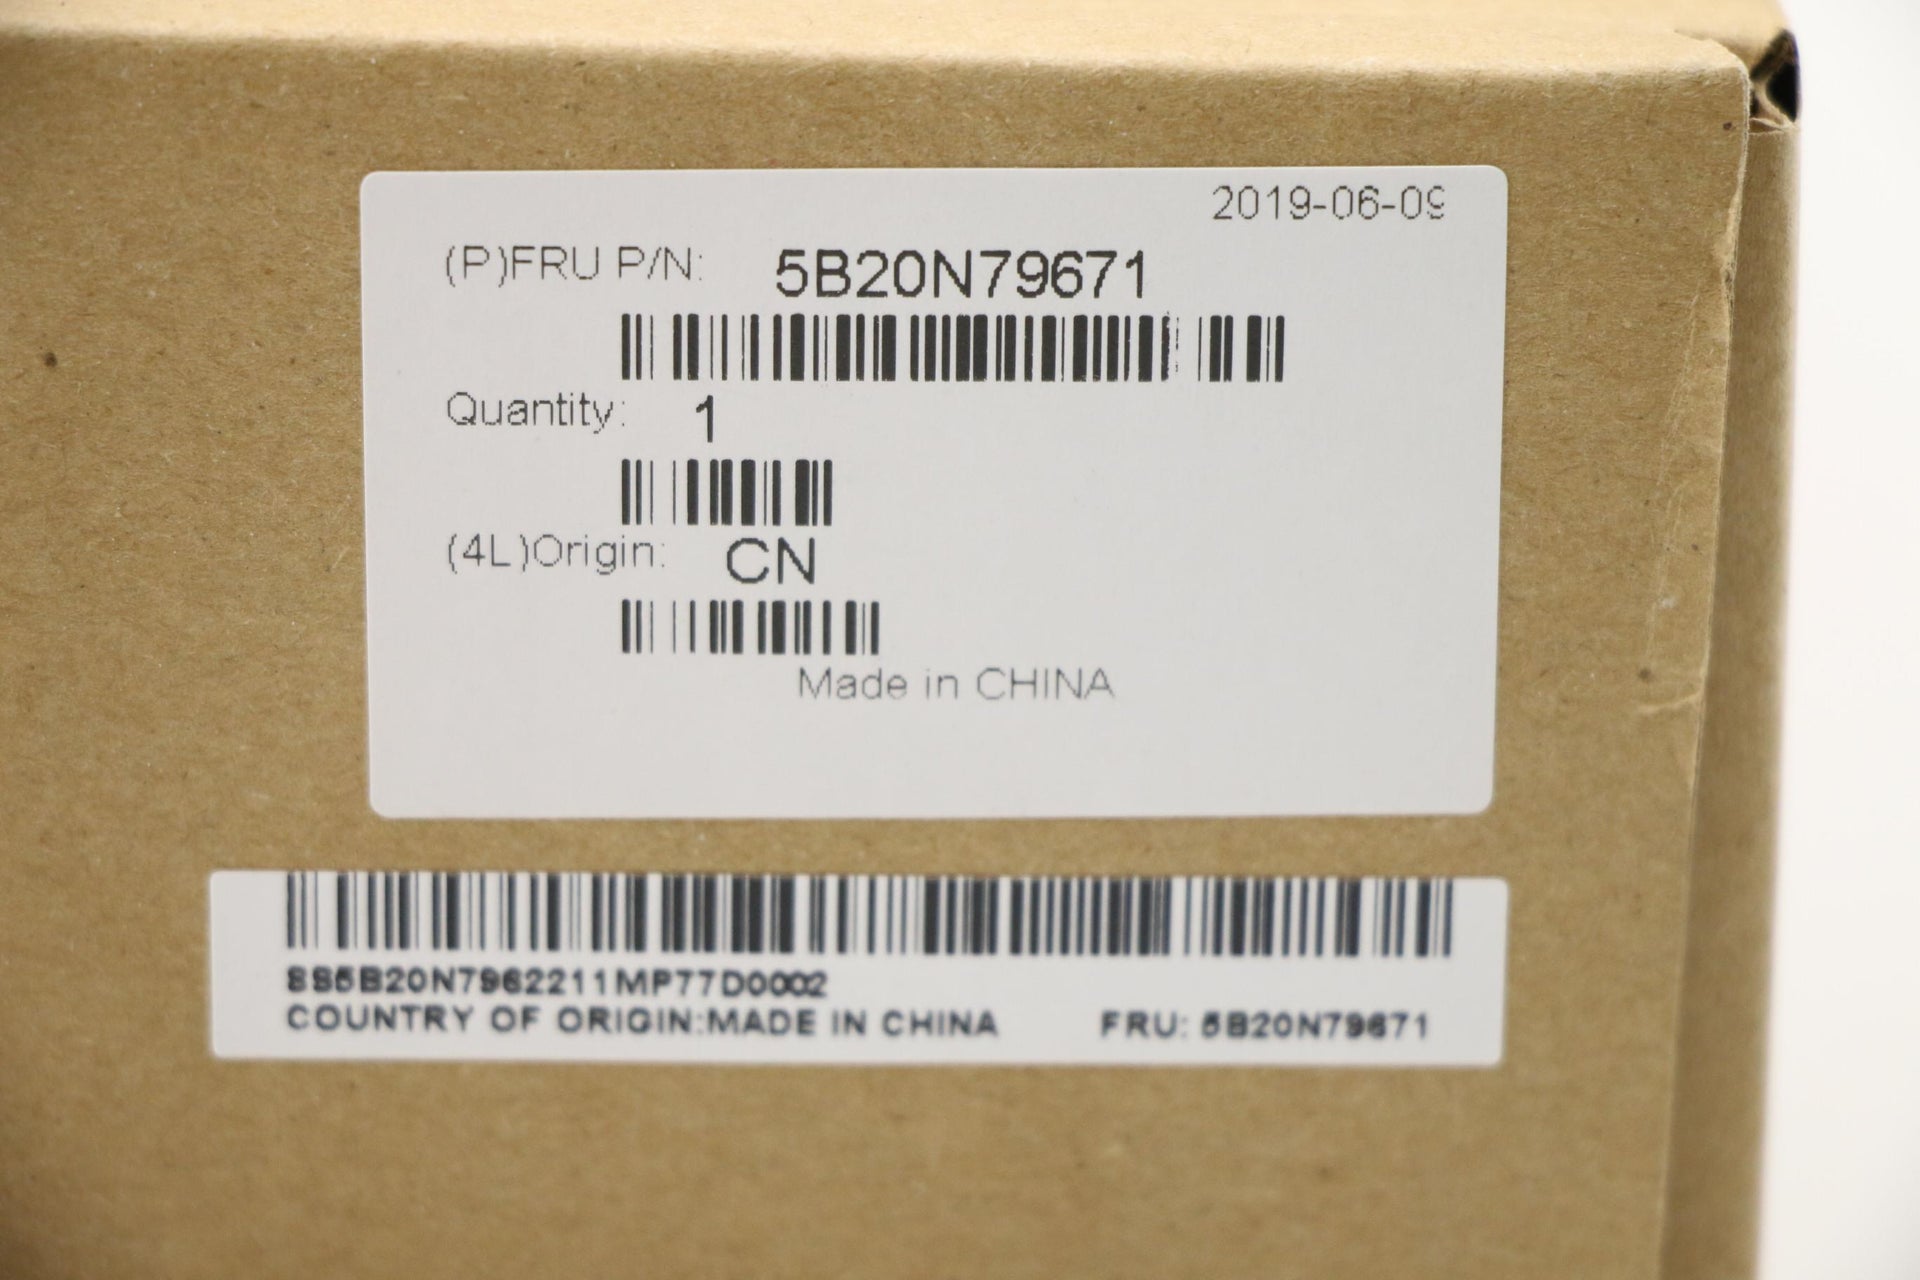 2019-06-09
(P)FRU P/N: 5B20N79671
Quantity: 1
(4L)Origin: CN
Made in CHINA
8S5B20N7962211MP77D0002
COUNTRY OF ORIGIN:MADE IN CHINA FRU: 5B20N79671